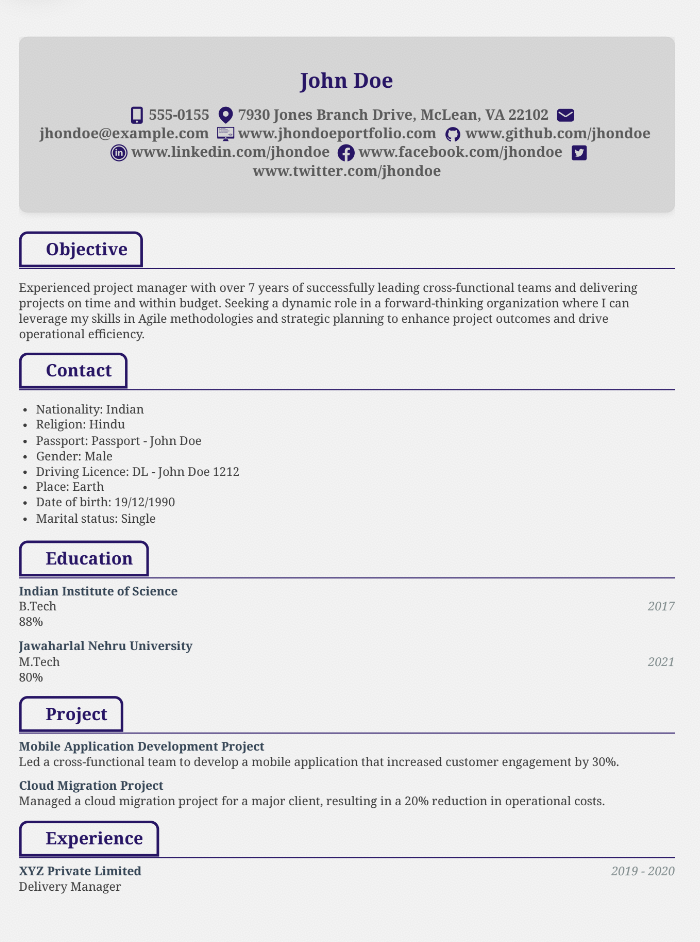 John Doe
555-0155 7930 Jones Branch Drive, McLean, VA 22102
jhondoe@example.com www.jhondoeportfolio.com www.github.com/jhondoe
www.linkedin.com/jhondoe www.facebook.com/jhondoe
www.twitter.com/jhondoe
Objective
Experienced project manager with over 7 years of successfully leading cross-functional teams and delivering
projects on time and within budget. Seeking a dynamic role in a forward-thinking organization where I can
leverage my skills in Agile methodologies and strategic planning to enhance project outcomes and drive
operational efficiency.
Contact
• Nationality: Indian
• Religion: Hindu
• Passport: Passport - John Doe
• Gender: Male
• Driving Licence: DL - John Doe 1212
• Place: Earth
• Date of birth: 19/12/1990
• Marital status: Single
Education
Indian Institute of Science
B.Tech 2017
88%
Jawaharlal Nehru University
M.Tech 2021
80%
Project
Mobile Application Development Project
Led a cross-functional team to develop a mobile application that increased customer engagement by 30%.
Cloud Migration Project
Managed a cloud migration project for a major client, resulting in a 20% reduction in operational costs.
Experience
XYZ Private Limited 2019 - 2020
Delivery Manager